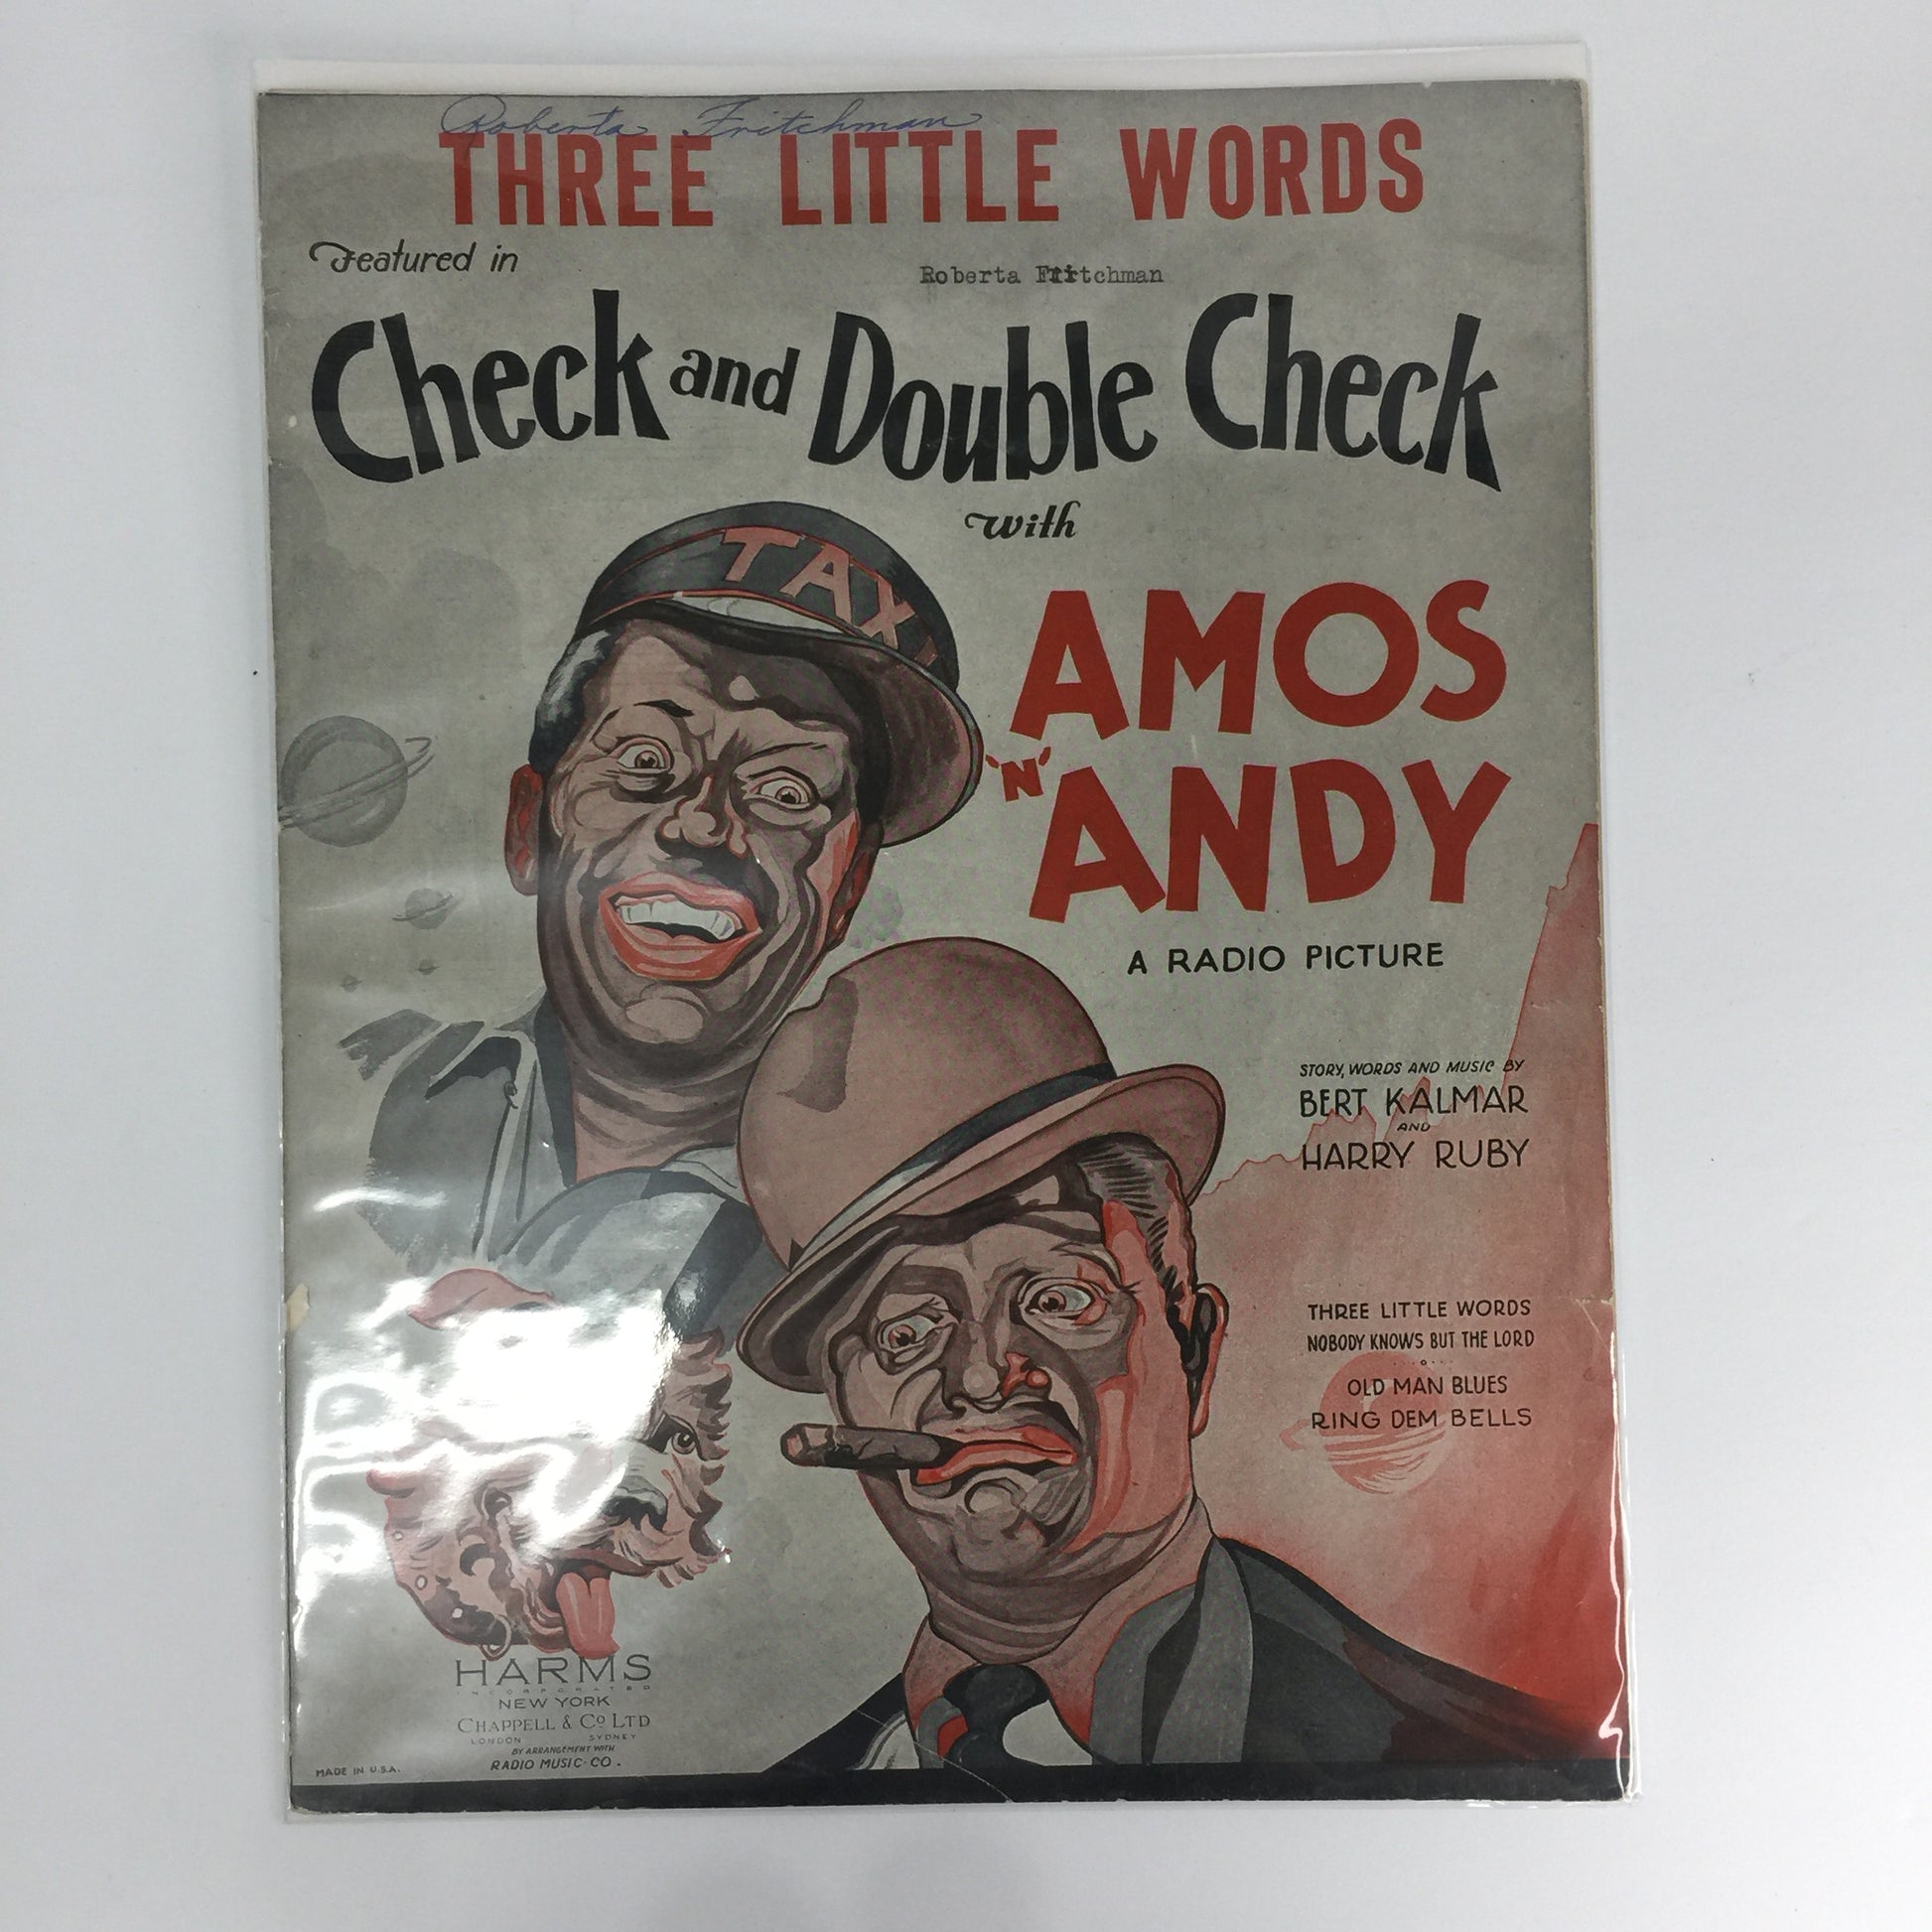 Roberta Fritchman
THREE LITTLE WORDS
Featured in
Roberta Fritchman
Check and Double Check
with
TAXI
AMOS
'N'
ANDY
A RADIO PICTURE
STORY, WORDS AND MUSIC BY
BERT KALMAR
AND
HARRY RUBY
THREE LITTLE WORDS
NOBODY KNOWS BUT THE LORD
OLD MAN BLUES
RING DEM BELLS
HARMS
INCORPORATED
NEW YORK
CHAPPELL & Co LTD
LONDON SYDNEY
BY ARRANGEMENT WITH
RADIO MUSIC·CO.
MADE IN U.S.A.